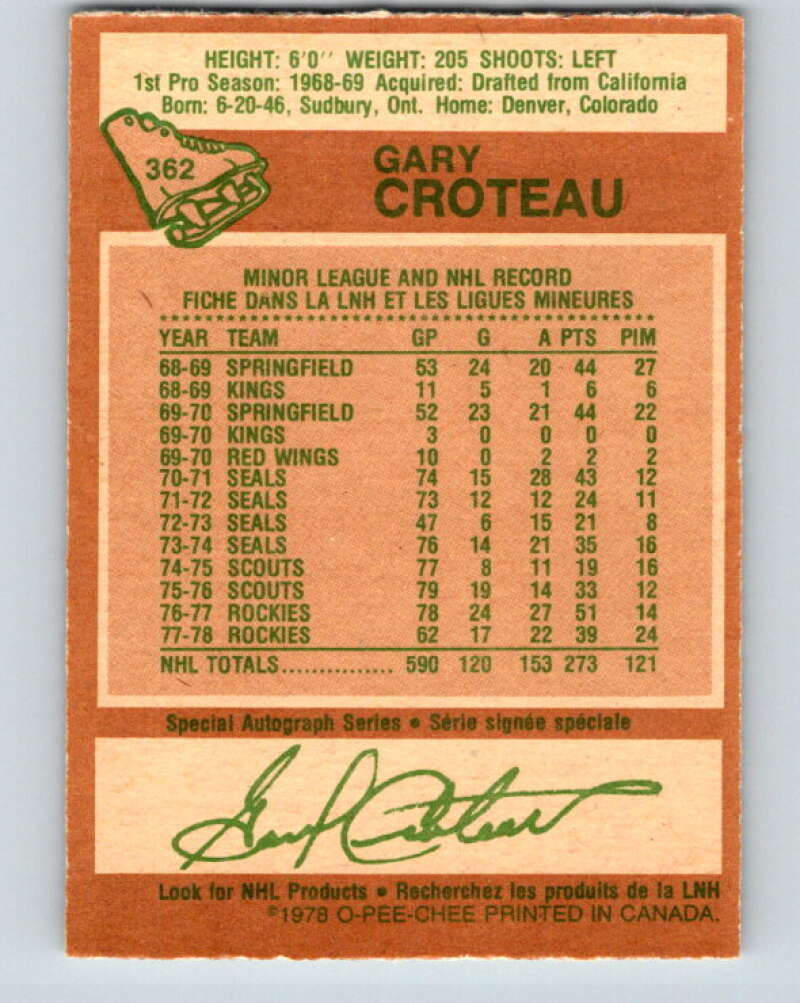 HEIGHT: 6'0'' WEIGHT: 205 SHOOTS: LEFT
1st Pro Season: 1968-69 Acquired: Drafted from California
Born: 6-20-46, Sudbury, Ont. Home: Denver, Colorado
362
GARY
CROTEAU
MINOR LEAGUE AND NHL RECORD
FICHE DANS LA LNH ET LES LIGUES MINEURES
YEAR TEAM GP G A PTS PIM
68-69 SPRINGFIELD 53 24 20 44 27
68-69 KINGS 11 5 1 6 6
69-70 SPRINGFIELD 52 23 21 44 22
69-70 KINGS 3 0 0 0 0
69-70 RED WINGS 10 0 2 2 2
70-71 SEALS 74 15 28 43 12
71-72 SEALS 73 12 12 24 11
72-73 SEALS 47 6 15 21 8
73-74 SEALS 76 14 21 35 16
74-75 SCOUTS 77 8 11 19 16
75-76 SCOUTS 79 19 14 33 12
76-77 ROCKIES 78 24 27 51 14
77-78 ROCKIES 62 17 22 39 24
NHL TOTALS............... 590 120 153 273 121
Special Autograph Series • Série signée spéciale
Gary Croteau
Look for NHL Products • Recherchez les produits de la LNH
©1978 O-PEE-CHEE PRINTED IN CANADA.